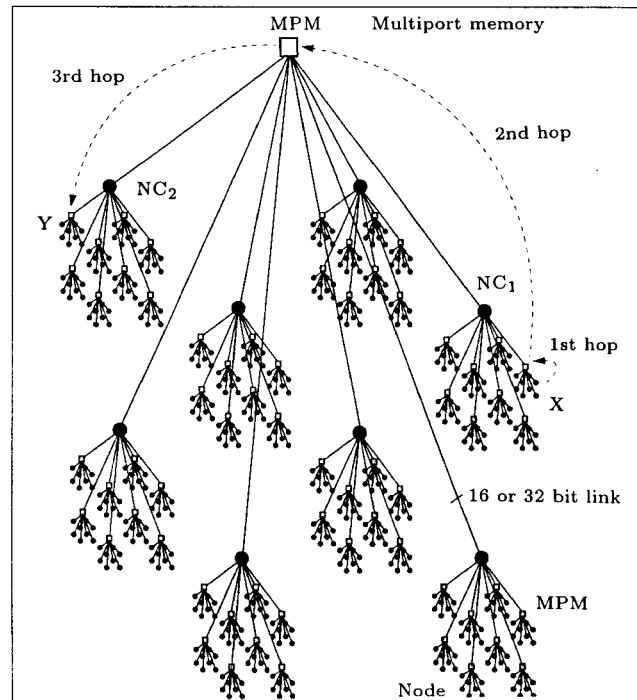 MPM
Multiport memory
3rd hop
2nd hop
NC2
Y
NC1
1st hop
X
16 or 32 bit link
MPM
Node